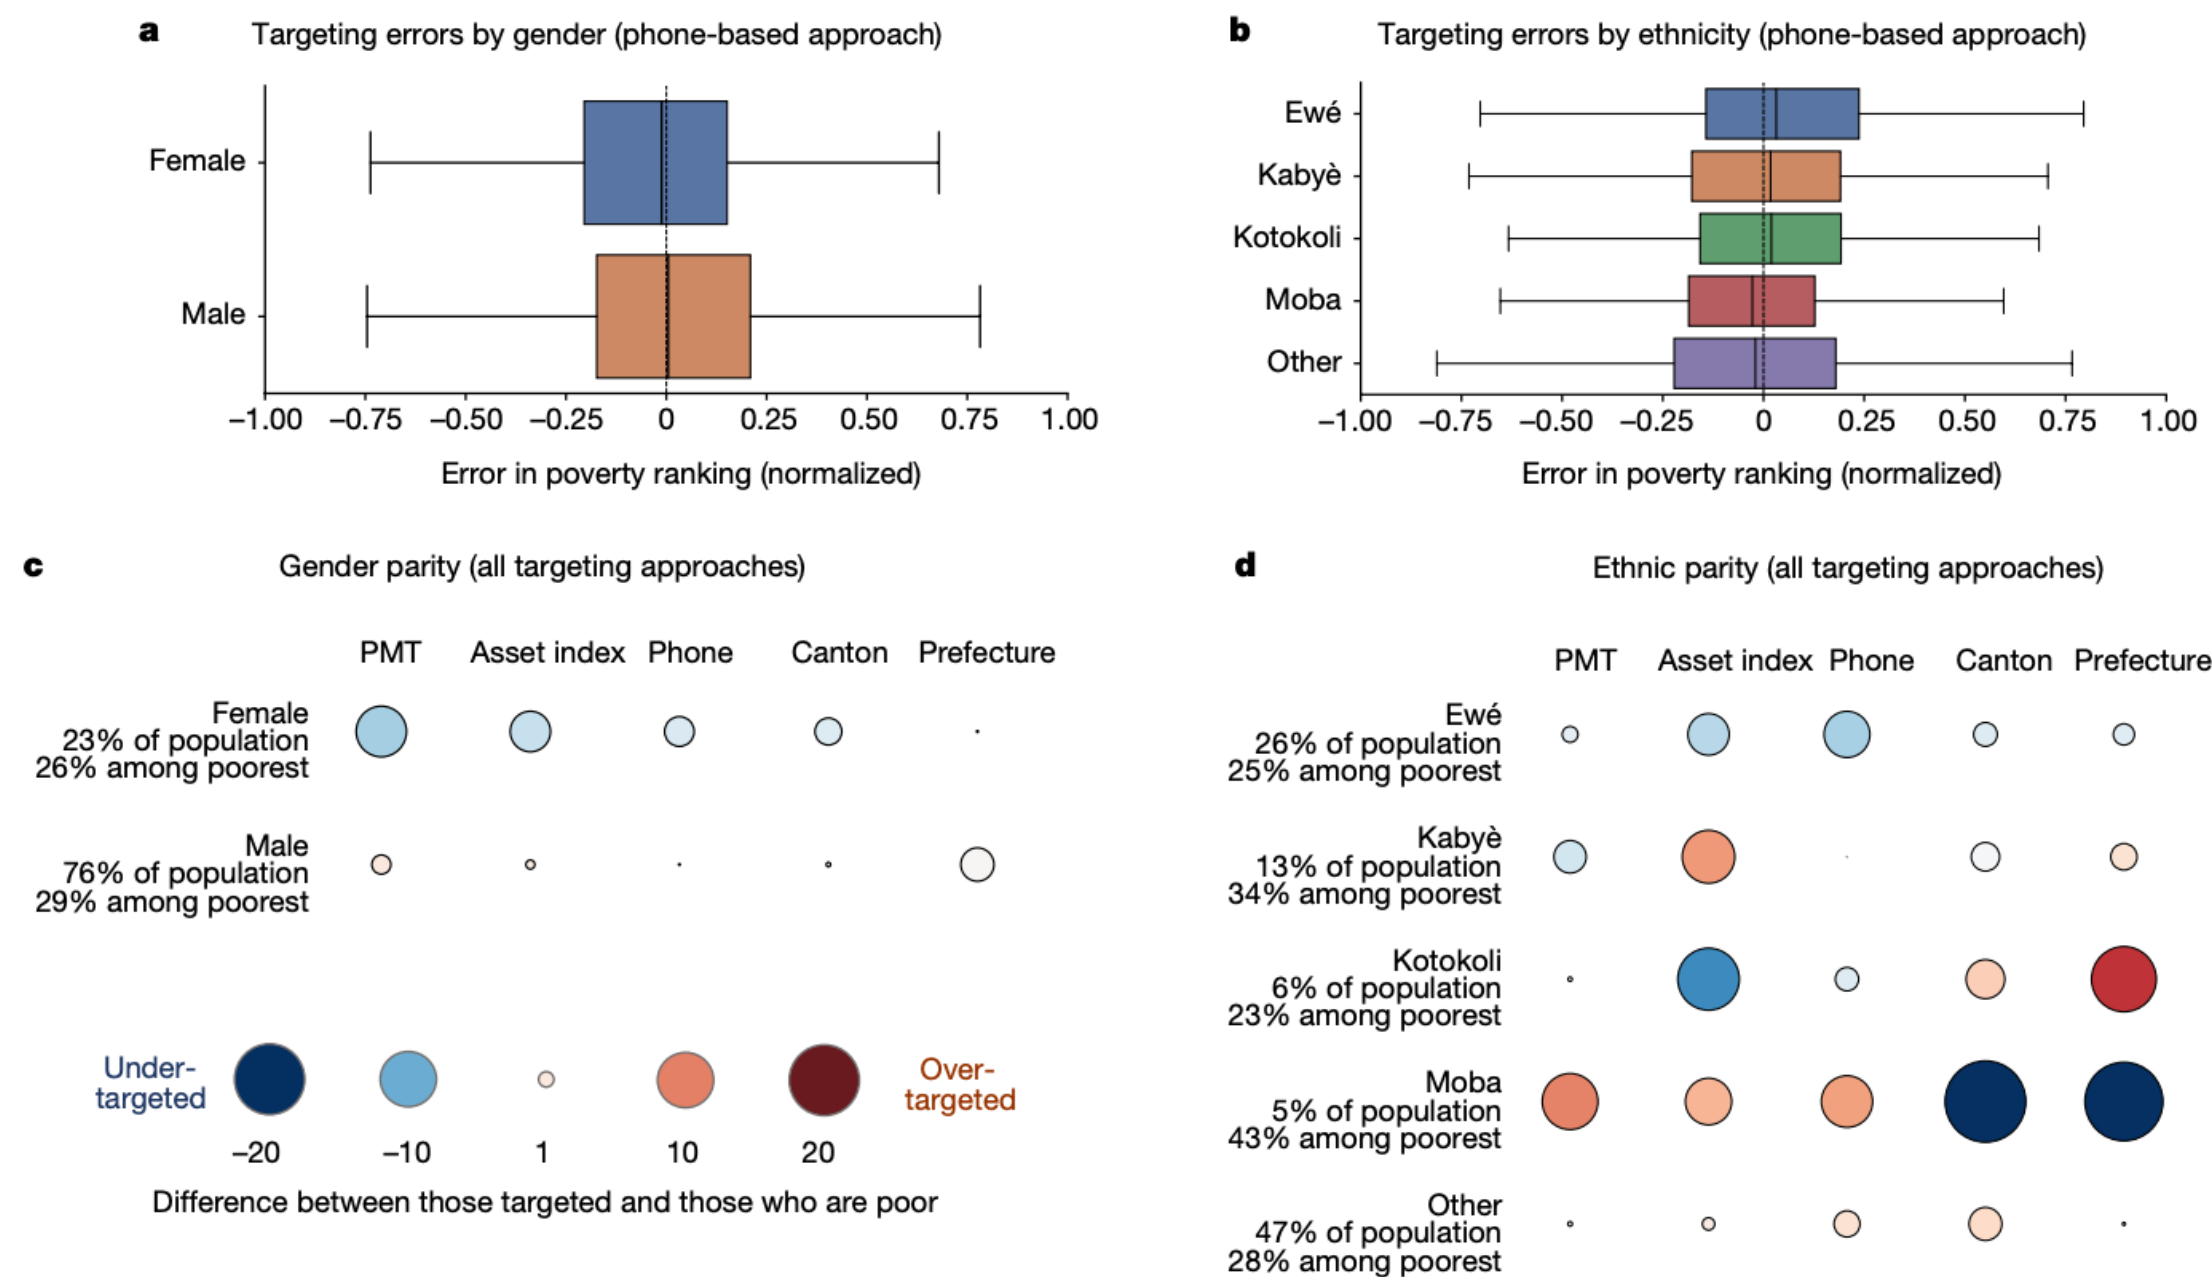 a Targeting errors by gender (phone-based approach)
Female
Male
−1.00 −0.75 −0.50 −0.25 0 0.25 0.50 0.75 1.00
Error in poverty ranking (normalized)
b Targeting errors by ethnicity (phone-based approach)
Ewé
Kabyè
Kotokoli
Moba
Other
−1.00 −0.75 −0.50 −0.25 0 0.25 0.50 0.75 1.00
Error in poverty ranking (normalized)
c Gender parity (all targeting approaches)
PMT Asset index Phone Canton Prefecture
Female
23% of population
26% among poorest
Male
76% of population
29% among poorest
Under-
targeted
Over-
targeted
−20 −10 1 10 20
Difference between those targeted and those who are poor
d Ethnic parity (all targeting approaches)
PMT Asset index Phone Canton Prefecture
Ewé
26% of population
25% among poorest
Kabyè
13% of population
34% among poorest
Kotokoli
6% of population
23% among poorest
Moba
5% of population
43% among poorest
Other
47% of population
28% among poorest